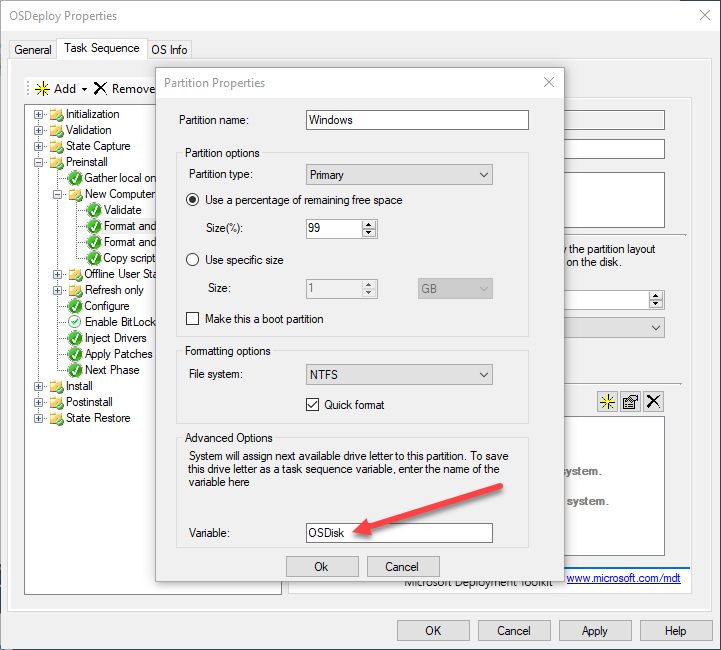 OSDeploy Properties
General
Task Sequence
OS Info
Add
Remove
Initialization
Validation
State Capture
Preinstall
Gather local on
New Computer
Validate
Format and
Format and
Copy script
Offline User Sta
Refresh only
Configure
Enable BitLock
Inject Drivers
Apply Patches
Next Phase
Install
Postinstall
State Restore
Partition Properties
Partition name:
Windows
Partition options
Partition type:
Primary
Use a percentage of remaining free space
Size(%):
99
Use specific size
Size:
1
GB
Make this a boot partition
Formatting options
File system:
NTFS
Quick format
Advanced Options
System will assign next available drive letter to this partition. To save
this drive letter as a task sequence variable, enter the name of the
variable here
Variable:
OSDisk
Ok
Cancel
the partition layout
on the disk.
system.
system.
Microsoft Deployment Toolkit
www.microsoft.com/mdt
OK
Cancel
Apply
Help